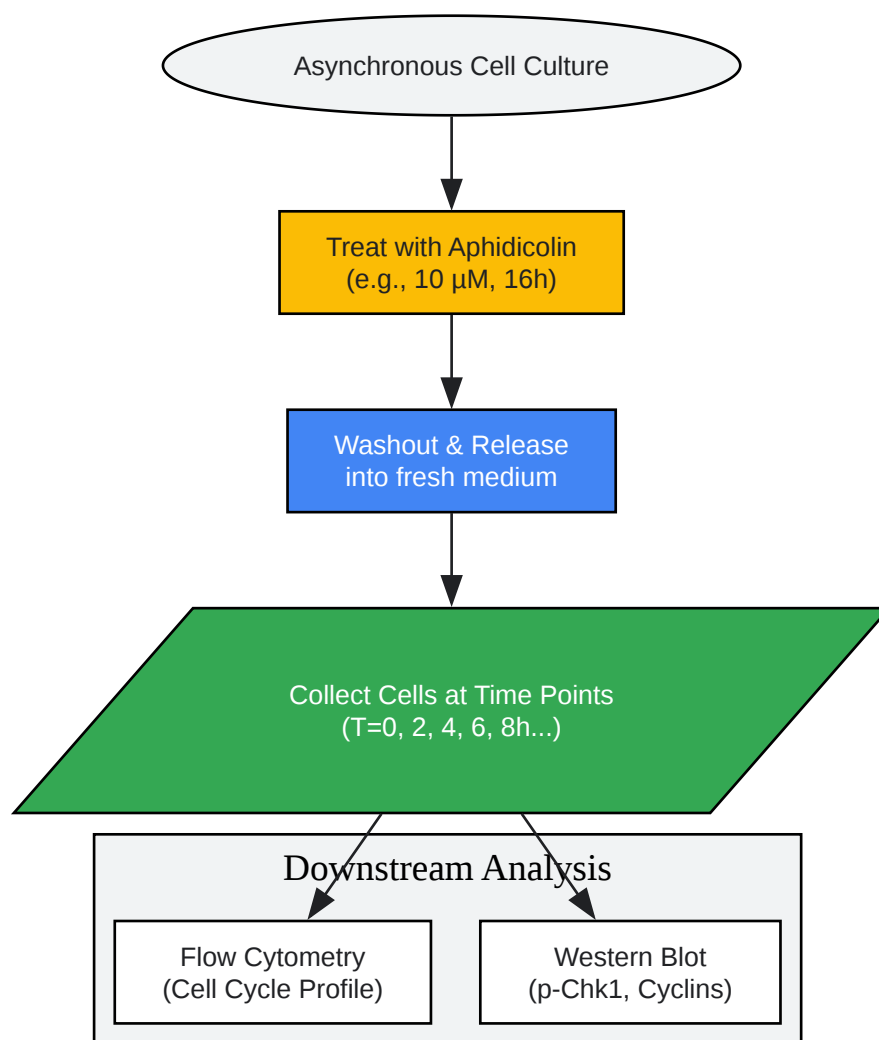 Asynchronous Cell Culture
Treat with Aphidicolin
(e.g., 10 µM, 16h)
Washout & Release
into fresh medium
Collect Cells at Time Points
(T=0, 2, 4, 6, 8h...)
Downstream Analysis
Flow Cytometry
(Cell Cycle Profile)
Western Blot
(p-Chk1, Cyclins)